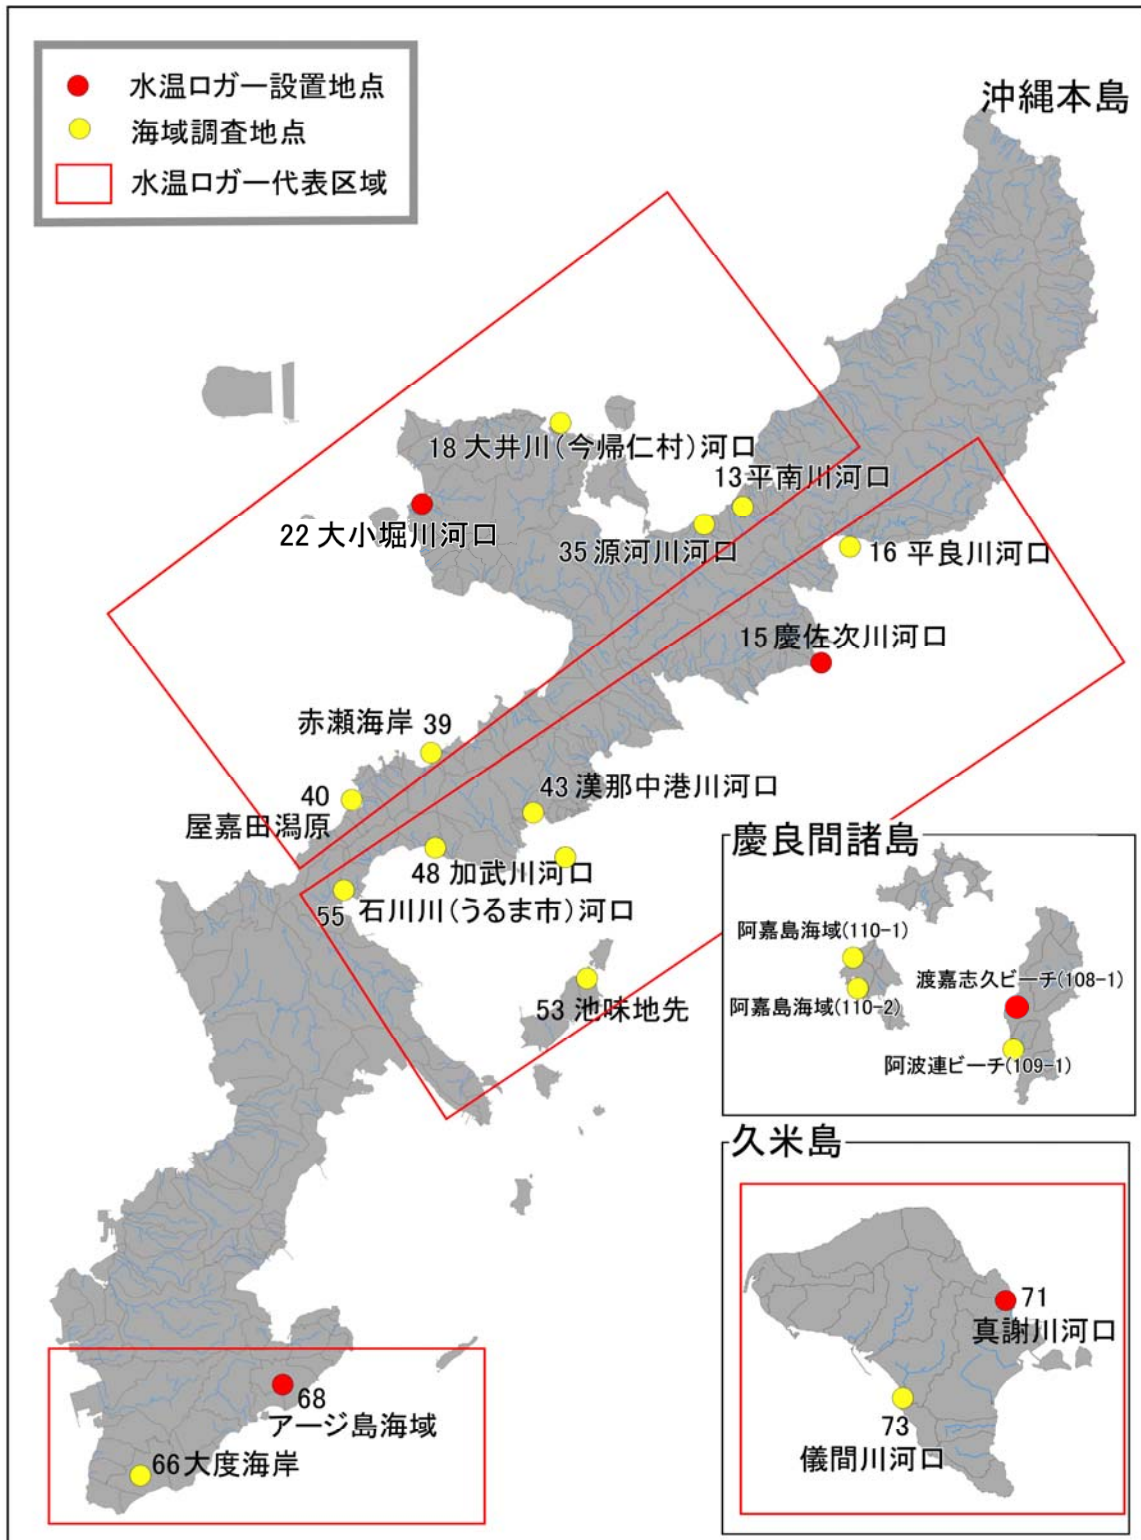 水温ロガー設置地点
海域調査地点
水温ロガー代表区域
沖縄本島
18 大井川(今帰仁村)河口
13 平南川河口
22 大小堀川河口
35 源河川河口
16 平良川河口
15 慶佐次川河口
赤瀬海岸 39
40
屋嘉田潟原
43 漢那中港川河口
48 加武川河口
55 石川川(うるま市)河口
53 池味地先
慶良間諸島
阿嘉島海域(110-1)
渡嘉志久ビーチ(108-1)
阿嘉島海域(110-2)
阿波連ビーチ(109-1)
久米島
71
真謝川河口
73
儀間川河口
68
アージ島海域
66 大度海岸